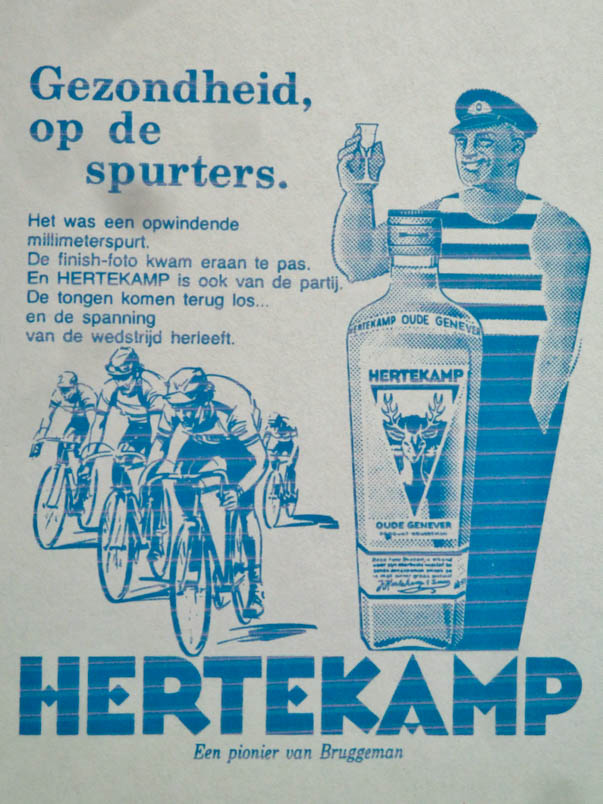 Gezondheid,
op de
spurters.
Het was een opwindende
millimeterspurt.
De finish-foto kwam eraan te pas.
En HERTEKAMP is ook van de partij.
De tongen komen terug los...
en de spanning
van de wedstrijd herleeft.
HERTEKAMP OUDE GENEVER
HERTEKAMP
OUDE GENEVER
HERTEKAMP
Een pionier van Bruggeman